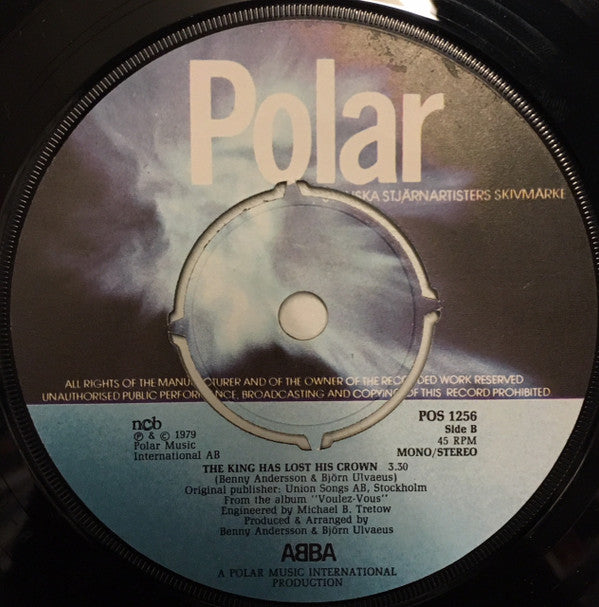 Polar
SKA STJÄRNARTISTERS SKIVMÄRKE
ALL RIGHTS OF THE MANUFACTURER AND OF THE OWNER OF THE RECORDED WORK RESERVED
UNAUTHORISED PUBLIC PERFORMANCE, BROADCASTING AND COPYING OF THIS RECORD PROHIBITED
ncb
℗ & © 1979
Polar Music
International AB
POS 1256
Side B
45 RPM
MONO/STEREO
THE KING HAS LOST HIS CROWN 3.30
(Benny Andersson & Björn Ulvaeus)
Original publisher: Union Songs AB, Stockholm
From the album "Voulez-Vous"
Engineered by Michael B. Tretow
Produced & Arranged by
Benny Andersson & Björn Ulvaeus
ABBA
A POLAR MUSIC INTERNATIONAL
PRODUCTION